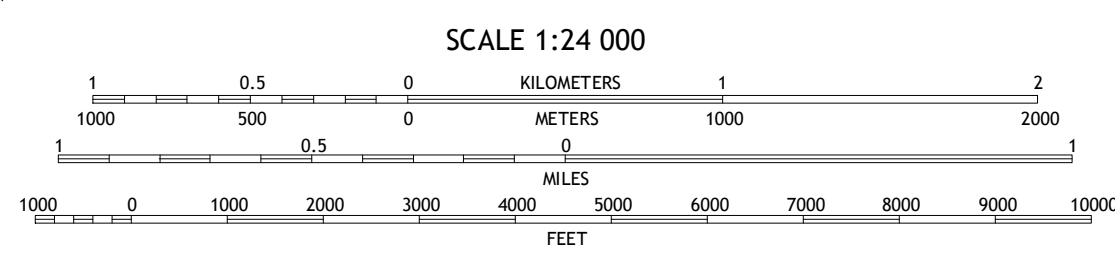 SCALE 1:24 000
1 0.5 0 KILOMETERS 1 2
1000 500 0 METERS 1000 2000
1 0.5 0 1
MILES
1000 0 1000 2000 3000 4000 5000 6000 7000 8000 9000 10000
FEET